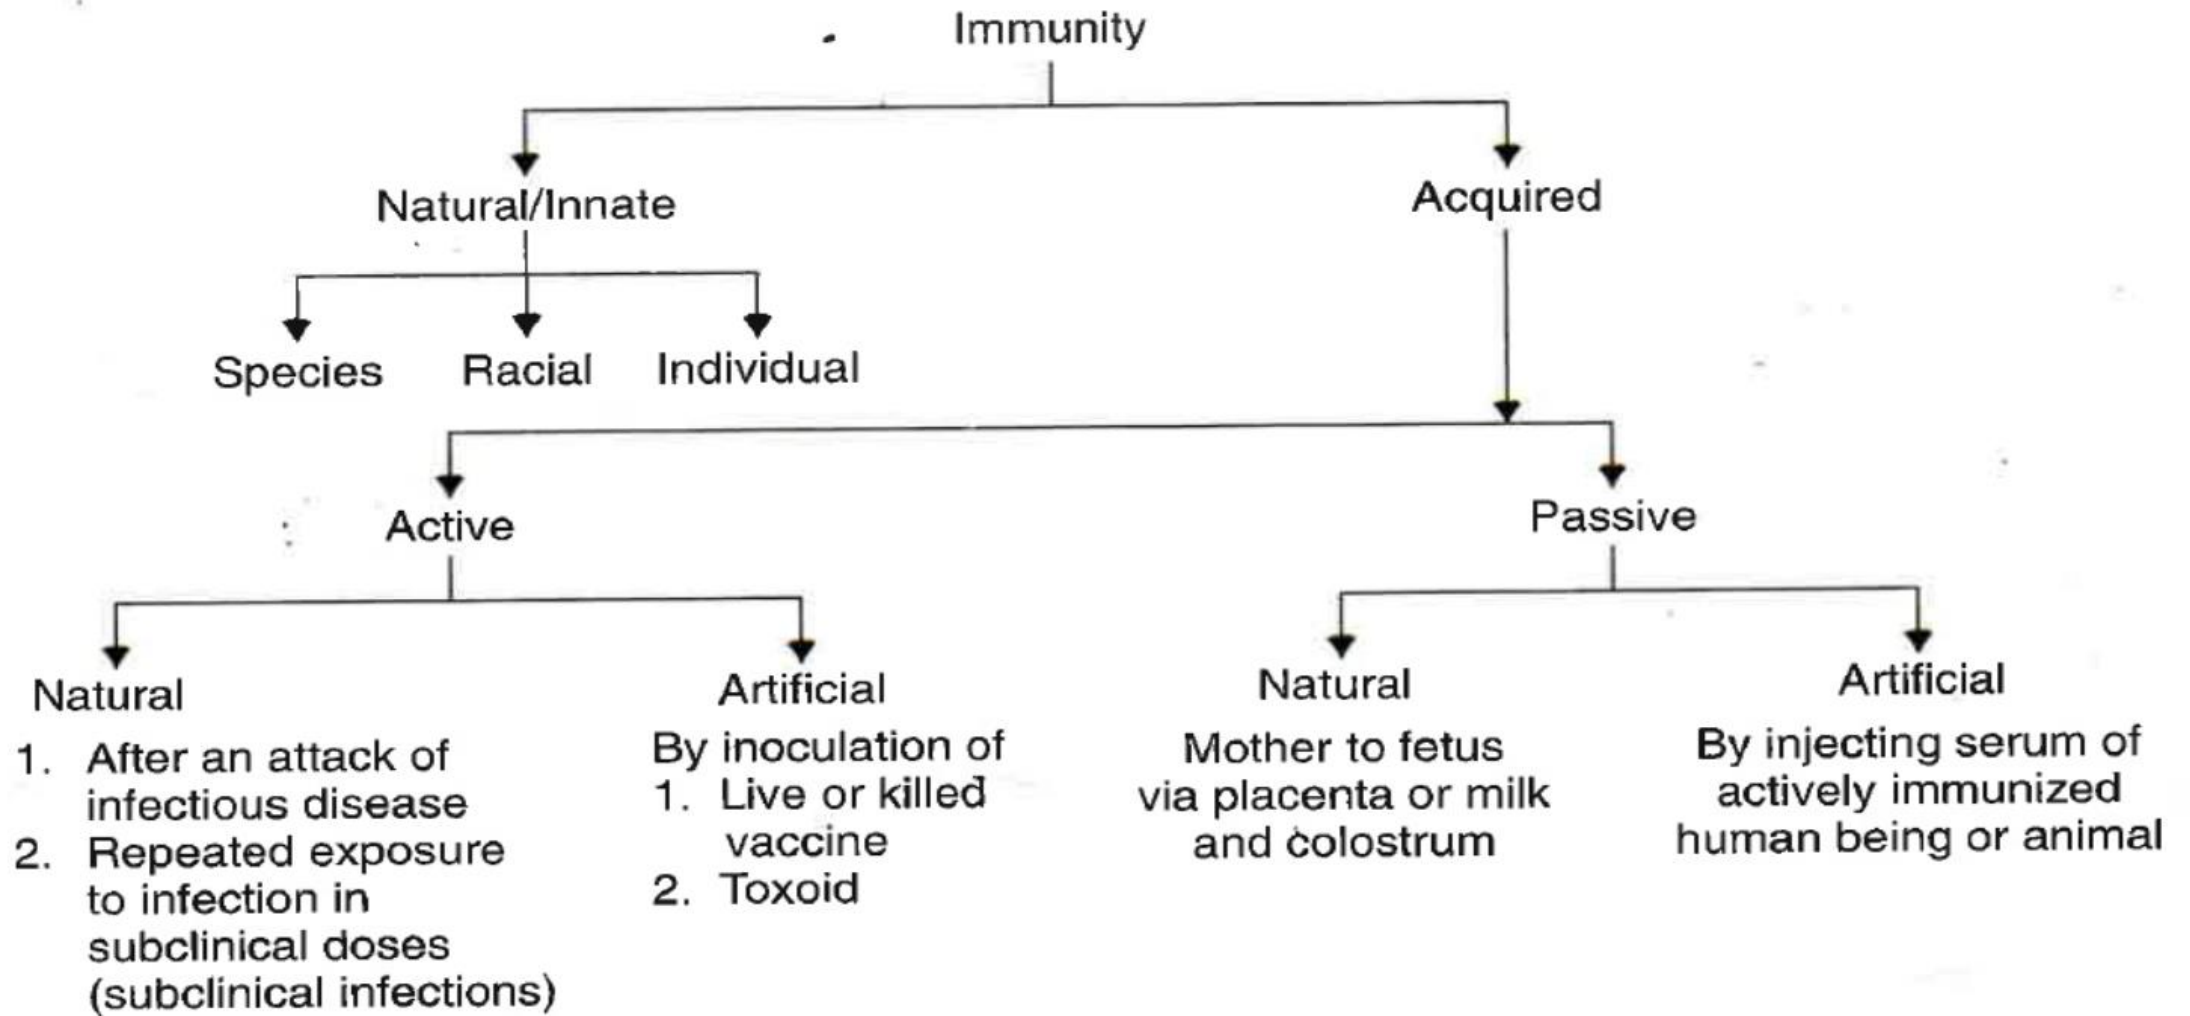 Immunity
Natural/Innate
Acquired
Species
Racial
Individual
Active
Passive
Natural
1. After an attack of
infectious disease
2. Repeated exposure
to infection in
subclinical doses
(subclinical infections)
Artificial
By inoculation of
1. Live or killed
vaccine
2. Toxoid
Natural
Mother to fetus
via placenta or milk
and colostrum
Artificial
By injecting serum of
actively immunized
human being or animal